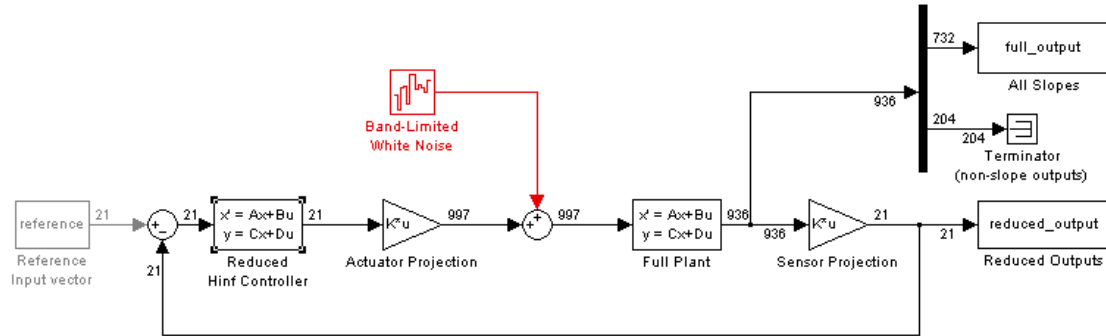 732
full_output
All Slopes
936
204
204
Terminator
(non-slope outputs)
Band-Limited
White Noise
reference
21
Reference
Input vector
+
−
21
21
x' = Ax+Bu
y = Cx+Du
Reduced
Hinf Controller
21
K*u
Actuator Projection
997
+
+
997
x' = Ax+Bu
y = Cx+Du
Full Plant
936
936
K*u
Sensor Projection
21
21
reduced_output
Reduced Outputs